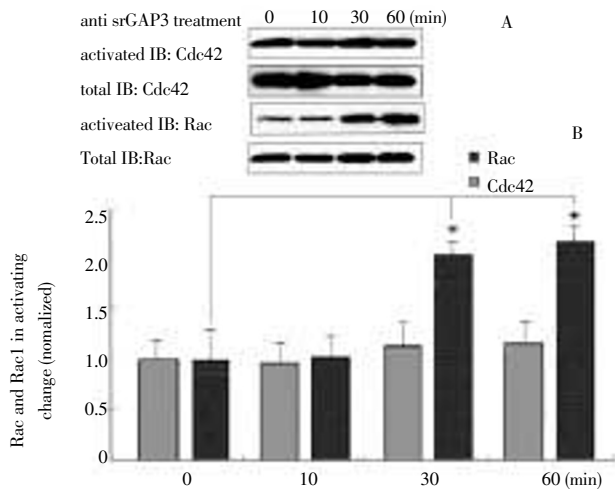 anti srGAP3 treatment 0 10 30 60 (min) A
activated IB: Cdc42
total IB: Cdc42
activeated IB: Rac
Total IB:Rac
B
Rac
Cdc42
Rac and Rac1 in activating
change (nomalized)
2.5
2.0
1.5
1.0
0.5
0
* *
0 10 30 60 (min)